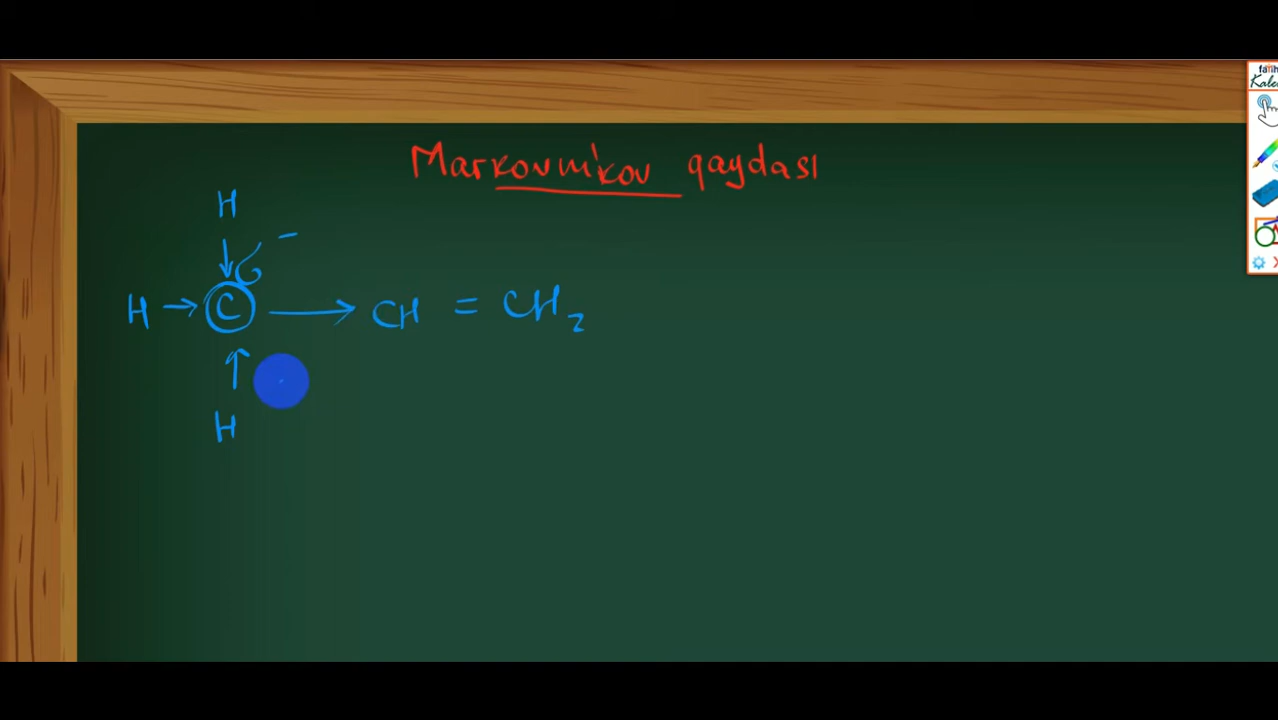 Markovnikov qaydası
H
-
H → C → CH = CH2
H